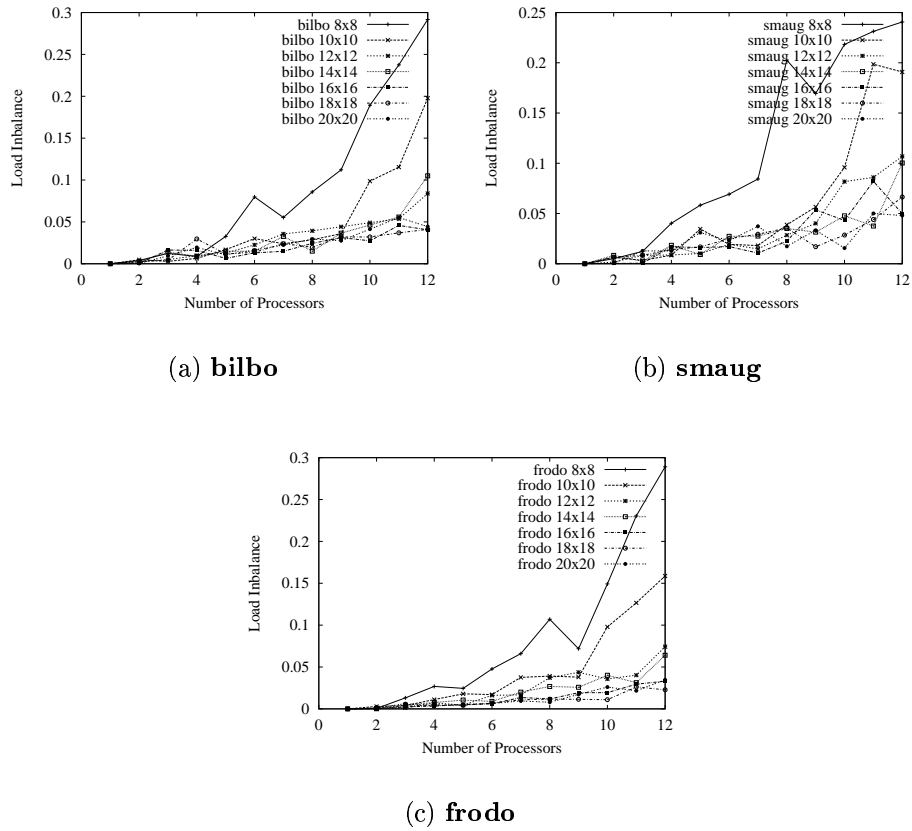 0.3
0.25
0.2
0.15
0.1
0.05
0
Load Inbalance
0 2 4 6 8 10 12
Number of Processors
bilbo 8x8
bilbo 10x10
bilbo 12x12
bilbo 14x14
bilbo 16x16
bilbo 18x18
bilbo 20x20
(a) bilbo
0.25
0.2
0.15
0.1
0.05
0
Load Inbalance
0 2 4 6 8 10 12
Number of Processors
smaug 8x8
smaug 10x10
smaug 12x12
smaug 14x14
smaug 16x16
smaug 18x18
smaug 20x20
(b) smaug
0.3
0.25
0.2
0.15
0.1
0.05
0
Load Inbalance
0 2 4 6 8 10 12
Number of Processors
frodo 8x8
frodo 10x10
frodo 12x12
frodo 14x14
frodo 16x16
frodo 18x18
frodo 20x20
(c) frodo